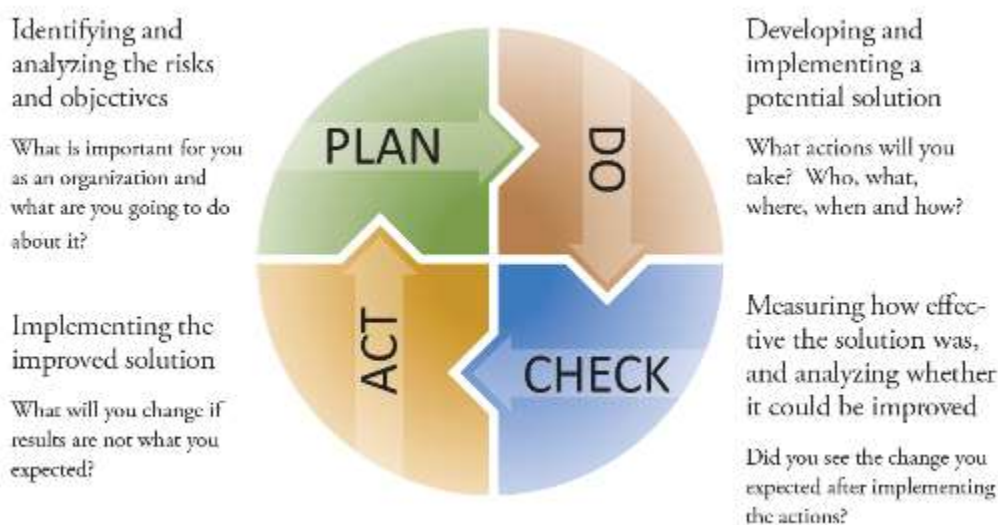 Identifying and
analyzing the risks
and objectives
What is important for you
as an organization and
what are you going to do
about it?
PLAN
DO
Developing and
implementing a
potential solution
What actions will you
take? Who, what,
where, when and how?
Implementing the
improved solution
What will you change if
results are not what you
expected?
ACT
CHECK
Measuring how effec-
tive the solution was,
and analyzing whether
it could be improved
Did you see the change you
expected after implementing
the actions?